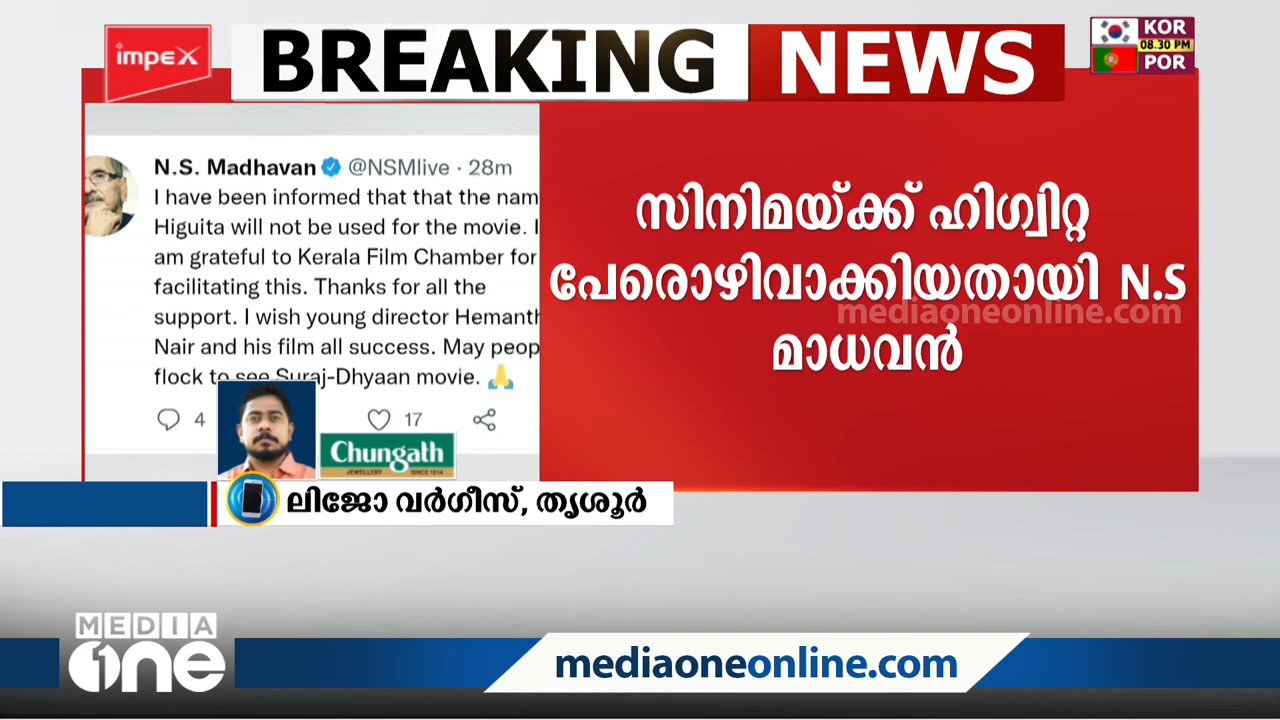 impex
BREAKING NEWS
KOR
08.30 PM
POR
N.S. Madhavan @NSMlive · 28m
I have been informed that that the nam
Higuita will not be used for the movie. I
am grateful to Kerala Film Chamber for
facilitating this. Thanks for all the
support. I wish young director Hemanth
Nair and his film all success. May peop
flock to see Suraj-Dhyaan movie. 🙏
4 17
സിനിമയ്ക്ക് ഹിഗ്വിറ്റ
പേരൊഴിവാക്കിയതായി N.S
മാധവൻ
mediaoneonline.com
Chungath
JEWELLERY SINCE 1914
ലിജോ വർഗീസ്, തൃശൂർ
MEDIA
one
mediaoneonline.com